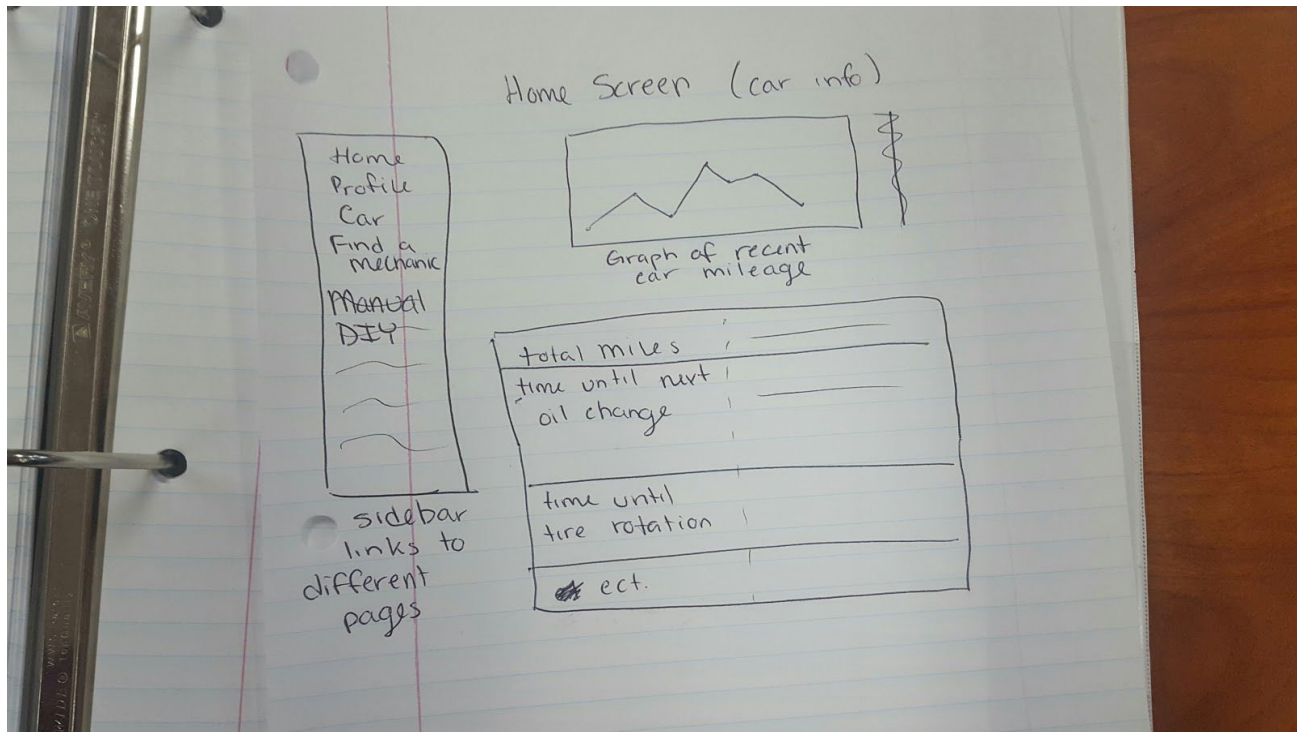 Home Screen (car info)
Home
Profile
Car
Find a
mechanic
Manual
DIY
sidebar
links to
different
pages
Graph of recent
car mileage
total miles
time until next
oil change
time until
tire rotation
ect.